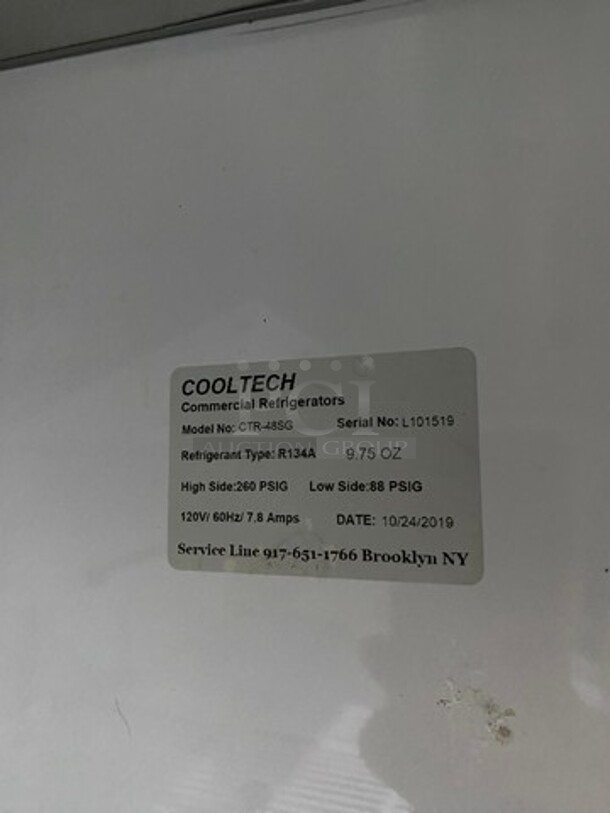 COOLTECH
Commercial Refrigerators
Model No: CTR-48SG Serial No: L101519
Refrigerant Type: R134A 9.75 OZ
High Side:260 PSIG Low Side:88 PSIG
120V/ 60Hz/ 7.8 Amps DATE: 10/24/2019
Service Line 917-651-1766 Brooklyn NY
AUCTION GROUP